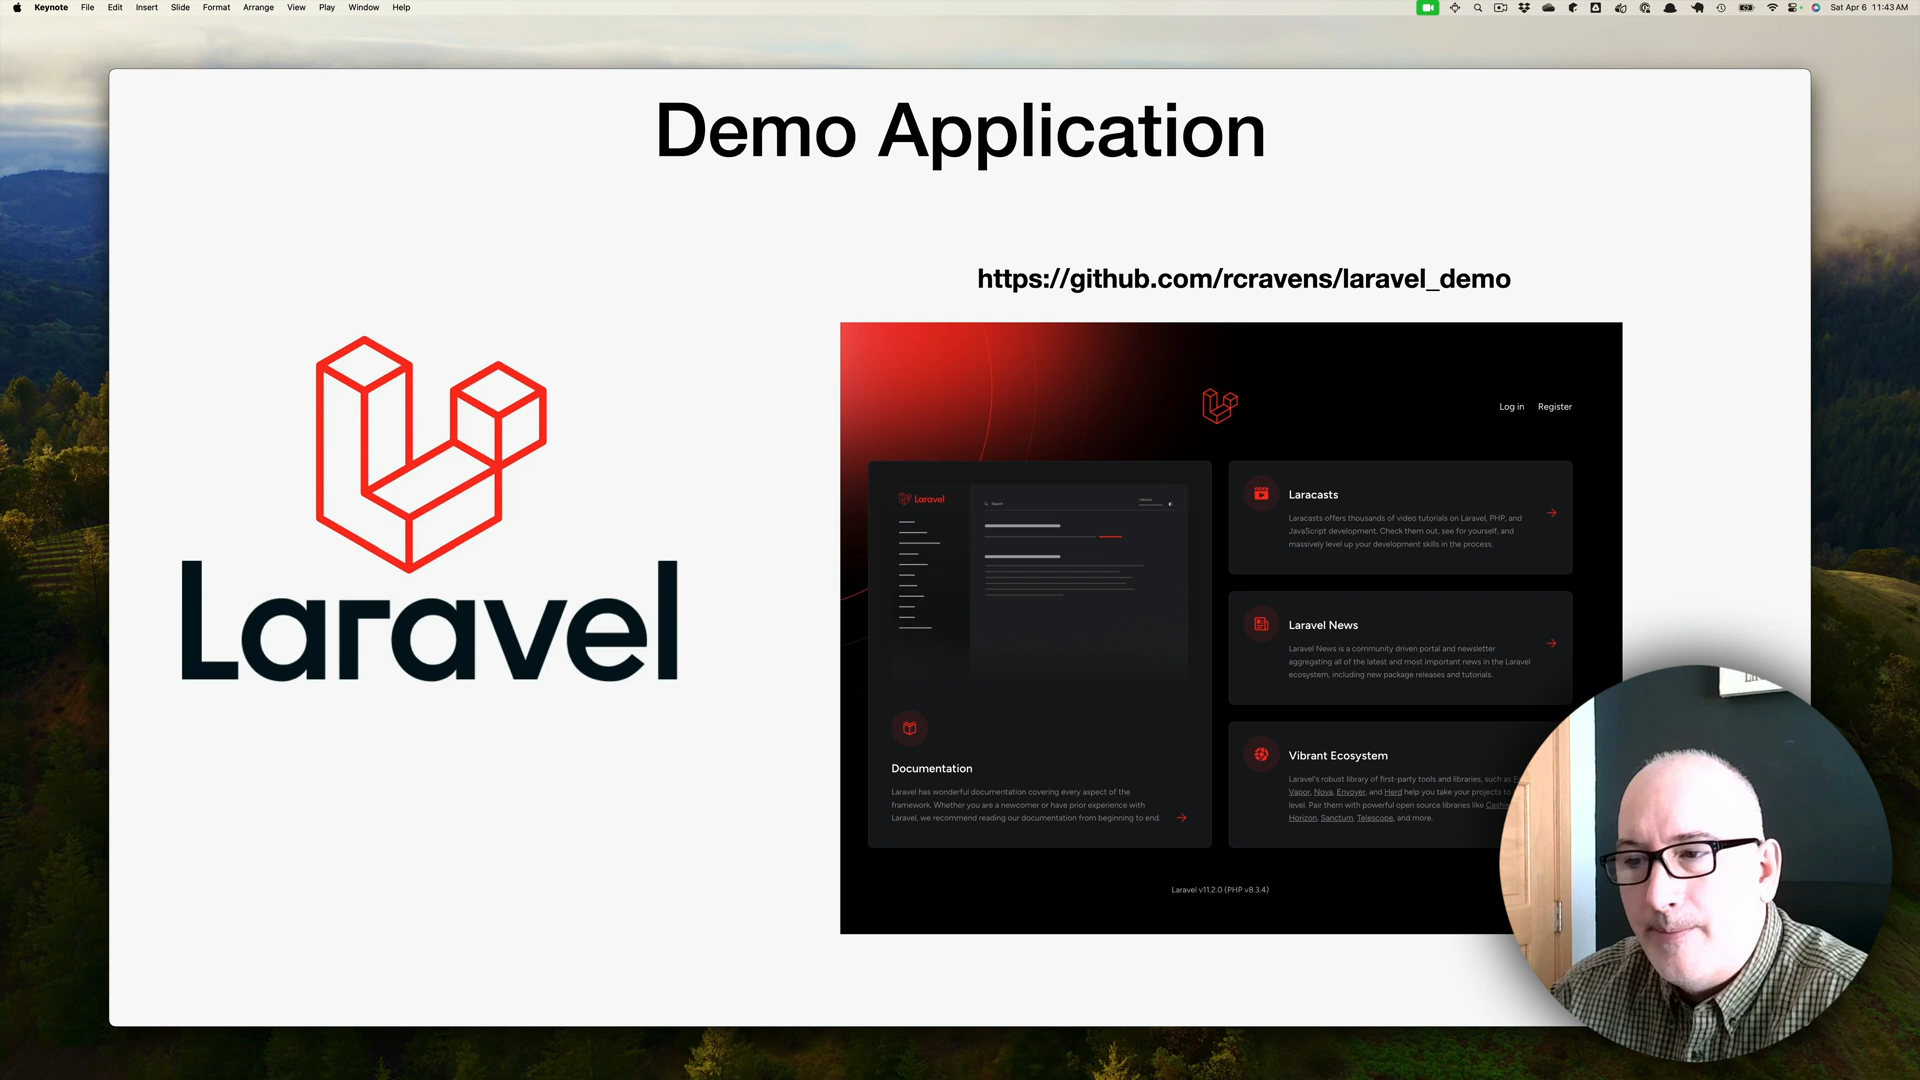 Keynote File Edit Insert Slide Format Arrange View Play Window Help
Sat Apr 6 11:43 AM
Demo Application
https://github.com/rcravens/laravel_demo
Laravel
Log in Register
Laravel
Search
Laracasts
Laracasts offers thousands of video tutorials on Laravel, PHP, and
JavaScript development. Check them out, see for yourself, and
massively level up your development skills in the process.
Laravel News
Laravel News is a community driven portal and newsletter
aggregating all of the latest and most important news in the Laravel
ecosystem, including new package releases and tutorials.
Documentation
Laravel has wonderful documentation covering every aspect of the
framework. Whether you are a newcomer or have prior experience with
Laravel, we recommend reading our documentation from beginning to end.
Vibrant Ecosystem
Laravel's robust library of first-party tools and libraries, such as
Vapor, Nova, Envoyer, and Herd help you take your projects to
level. Pair them with powerful open source libraries like
Horizon, Sanctum, Telescope, and more.
Laravel v11.2.0 (PHP v8.3.4)